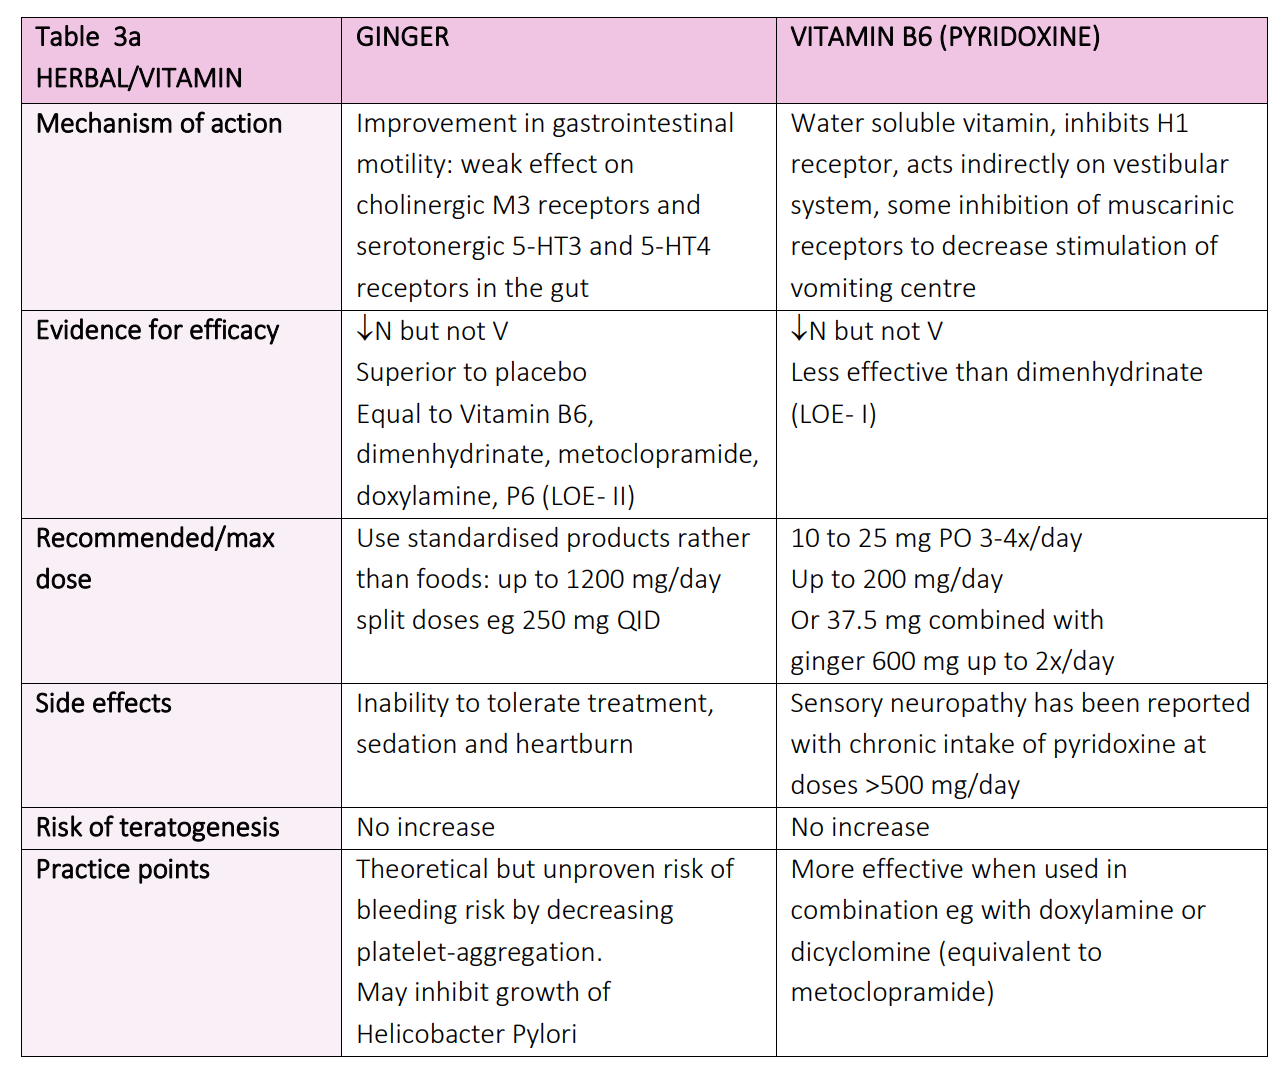 Table  3a
HERBAL/VITAMIN
GINGER
VITAMIN B6 (PYRIDOXINE)
Mechanism of action
Improvement in gastrointestinal
motility: weak effect on
cholinergic M3 receptors and
serotonergic 5-HT3 and 5-HT4
receptors in the gut
Water soluble vitamin, inhibits H1
receptor, acts indirectly on vestibular
system, some inhibition of muscarinic
receptors to decrease stimulation of
vomiting centre
Evidence for efficacy
↓N but not V
Superior to placebo
Equal to Vitamin B6,
dimenhydrinate, metoclopramide,
doxylamine, P6 (LOE- II)
↓N but not V
Less effective than dimenhydrinate
(LOE- I)
Recommended/max
dose
Use standardised products rather
than foods: up to 1200 mg/day
split doses eg 250 mg QID
10 to 25 mg PO 3-4x/day
Up to 200 mg/day
Or 37.5 mg combined with
ginger 600 mg up to 2x/day
Side effects
Inability to tolerate treatment,
sedation and heartburn
Sensory neuropathy has been reported
with chronic intake of pyridoxine at
doses >500 mg/day
Risk of teratogenesis
No increase
No increase
Practice points
Theoretical but unproven risk of
bleeding risk by decreasing
platelet-aggregation.
May inhibit growth of
Helicobacter Pylori
More effective when used in
combination eg with doxylamine or
dicyclomine (equivalent to
metoclopramide)